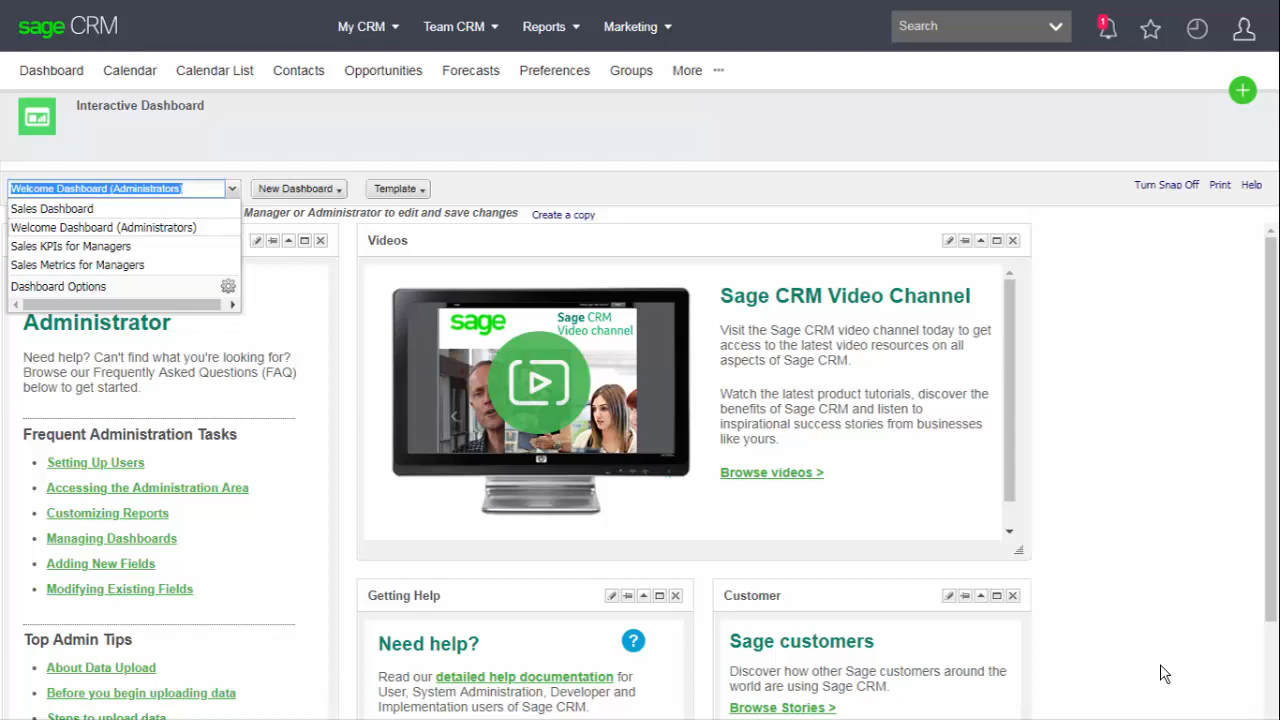 sage CRM
My CRM
Team CRM
Reports
Marketing
Search
1
Dashboard
Calendar
Calendar List
Contacts
Opportunities
Forecasts
Preferences
Groups
More
Interactive Dashboard
Welcome Dashboard (Administrators)
New Dashboard
Template
Turn Snap Off
Print
Help
Sales Dashboard
Welcome Dashboard (Administrators)
Sales KPIs for Managers
Sales Metrics for Managers
Dashboard Options
Manager or Administrator to edit and save changes
Create a copy
Administrator
Need help? Can't find what you're looking for?
Browse our Frequently Asked Questions (FAQ)
below to get started.
Frequent Administration Tasks
Setting Up Users
Accessing the Administration Area
Customizing Reports
Managing Dashboards
Adding New Fields
Modifying Existing Fields
Top Admin Tips
About Data Upload
Before you begin uploading data
Steps to upload data
Videos
sage
Sage CRM
Video channel
Sage CRM Video Channel
Visit the Sage CRM video channel today to get
access to the latest video resources on all
aspects of Sage CRM.
Watch the latest product tutorials, discover the
benefits of Sage CRM and listen to
inspirational success stories from businesses
like yours.
Browse videos >
Getting Help
Need help?
?
Read our detailed help documentation for
User, System Administration, Developer and
Implementation users of Sage CRM.
Customer
Sage customers
Discover how other Sage customers around the
world are using Sage CRM.
Browse Stories >